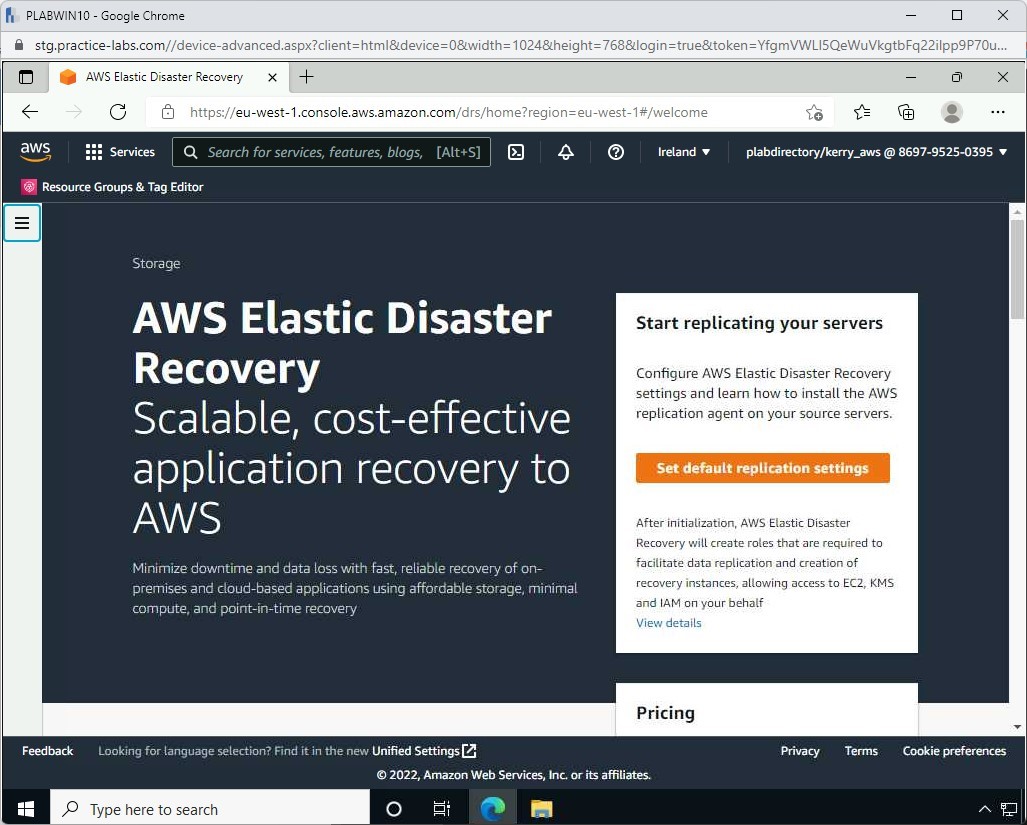 PLABWIN10 - Google Chrome
stg.practice-labs.com//device-advanced.aspx?client=html&device=0&width=1024&height=768&login=true&token=YfgmVWLI5QeWuVkgtbFq22iIpp9P70u...
AWS Elastic Disaster Recovery
https://eu-west-1.console.aws.amazon.com/drs/home?region=eu-west-1#/welcome
aws
Services
Search for services, features, blogs, [Alt+S]
Ireland
plabdirectory/kerry_aws @ 8697-9525-0395
Resource Groups & Tag Editor
Storage
AWS Elastic Disaster
Recovery
Scalable, cost-effective
application recovery to
AWS
Minimize downtime and data loss with fast, reliable recovery of on-
premises and cloud-based applications using affordable storage, minimal
compute, and point-in-time recovery
Start replicating your servers
Configure AWS Elastic Disaster Recovery
settings and learn how to install the AWS
replication agent on your source servers.
Set default replication settings
After initialization, AWS Elastic Disaster
Recovery will create roles that are required to
facilitate data replication and creation of
recovery instances, allowing access to EC2, KMS
and IAM on your behalf
View details
Pricing
Feedback
Looking for language selection? Find it in the new Unified Settings
Privacy
Terms
Cookie preferences
© 2022, Amazon Web Services, Inc. or its affiliates.
Type here to search